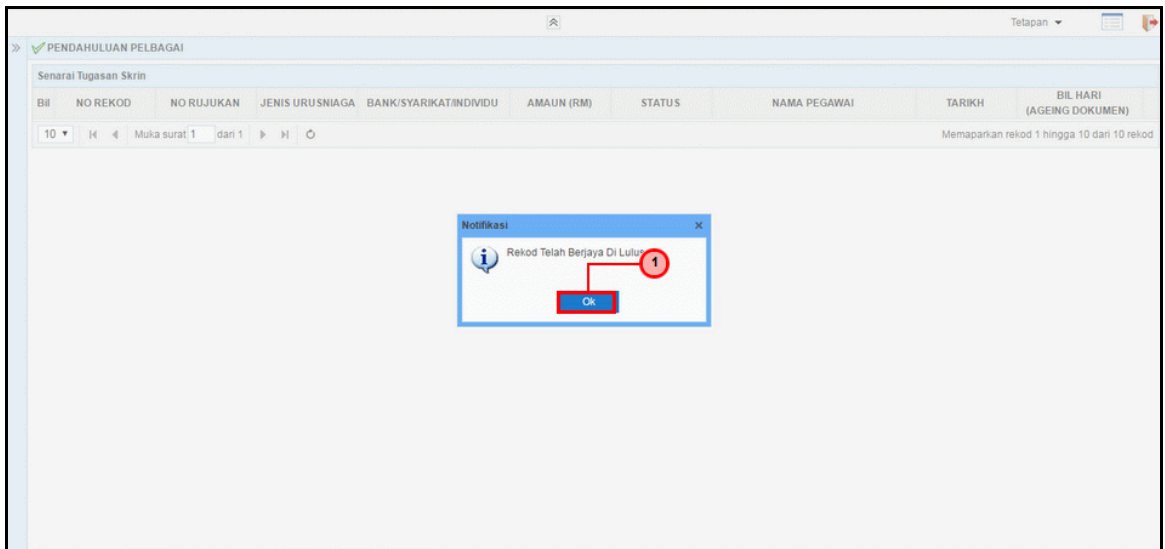 Tetapan
PENDAHULUAN PELBAGAI
Senarai Tugasan Skrin
Bil NO REKOD NO RUJUKAN JENIS URUSNIAGA BANK/SYARIKAT/INDIVIDU AMAUN (RM) STATUS NAMA PEGAWAI TARIKH BIL HARI
(AGEING DOKUMEN)
10 Muka surat 1 dari 1 Memaparkan rekod 1 hingga 10 dari 10 rekod
Notifikasi
Rekod Telah Berjaya Di
1
Ok